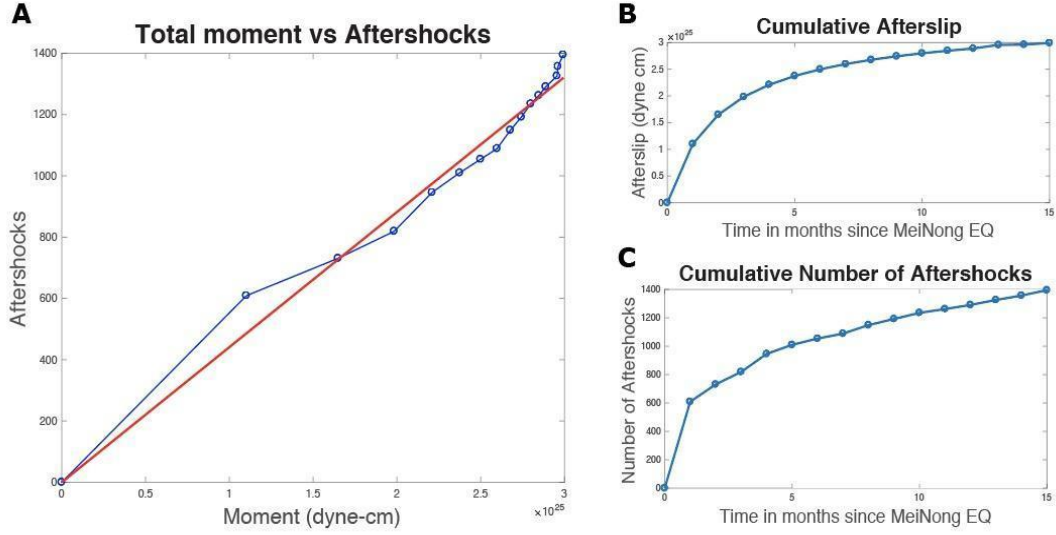 A
Total moment vs Aftershocks
1400
1200
1000
800
600
400
200
0
Aftershocks
0 0.5 1 1.5 2 2.5 3
×10²⁵
Moment (dyne-cm)
B
Cumulative Afterslip
×10²⁵
3
2.5
2
1.5
1
0.5
0
Afterslip (dyne cm)
0 5 10 15
Time in months since MeiNong EQ
C
Cumulative Number of Aftershocks
1400
1200
1000
800
600
400
200
0
Number of Aftershocks
0 5 10 15
Time in months since MeiNong EQ